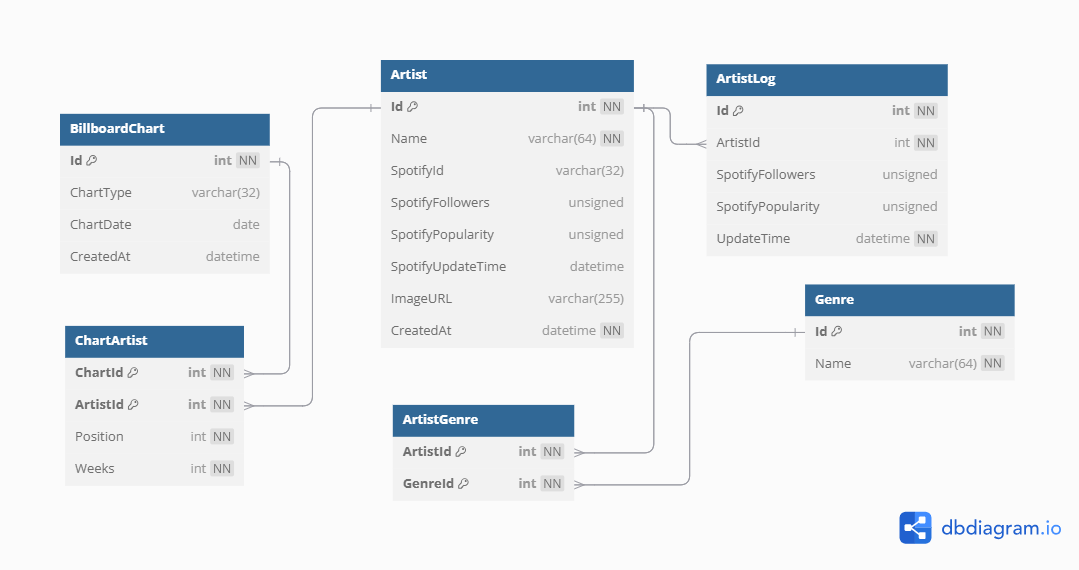 BillboardChart
Id int NN
ChartType varchar(32)
ChartDate date
CreatedAt datetime
ChartArtist
ChartId int NN
ArtistId int NN
Position int NN
Weeks int NN
Artist
Id int NN
Name varchar(64) NN
SpotifyId varchar(32)
SpotifyFollowers unsigned
SpotifyPopularity unsigned
SpotifyUpdateTime datetime
ImageURL varchar(255)
CreatedAt datetime NN
ArtistGenre
ArtistId int NN
GenreId int NN
ArtistLog
Id int NN
ArtistId int NN
SpotifyFollowers unsigned
SpotifyPopularity unsigned
UpdateTime datetime NN
Genre
Id int NN
Name varchar(64) NN
dbdiagram.io